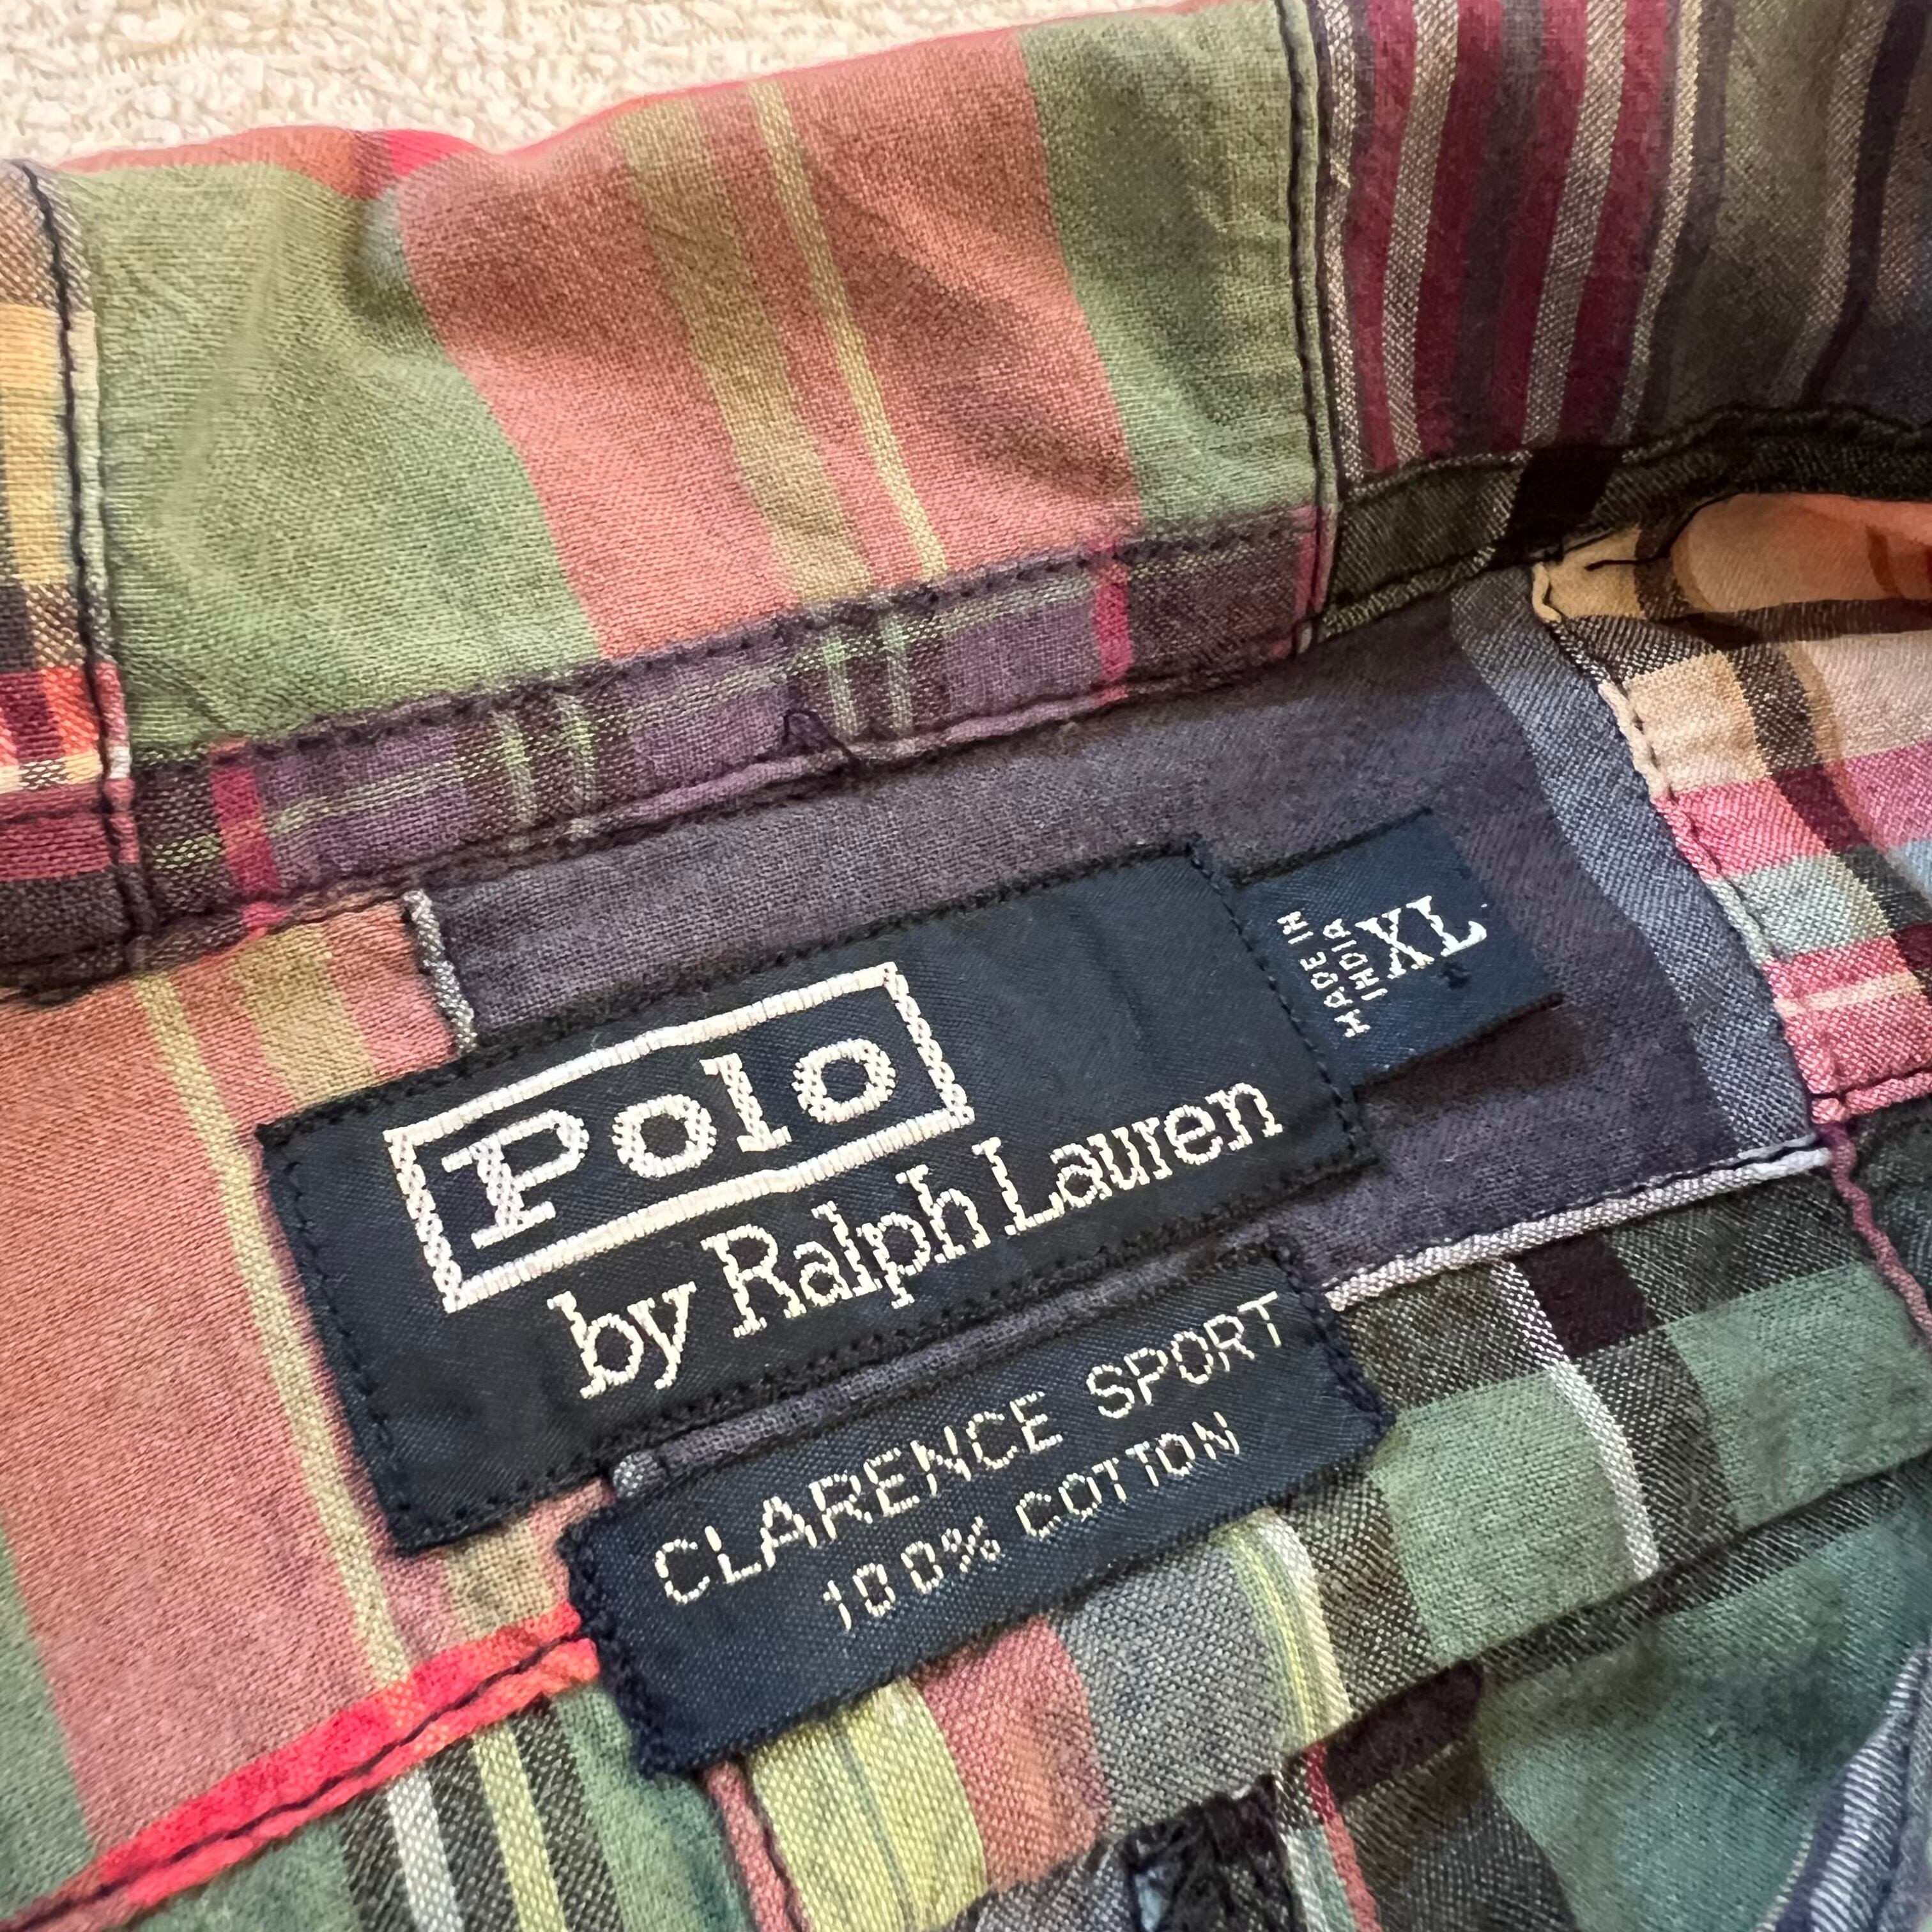 Polo
by Ralph Lauren
MADE IN
INDIA
XL
CLARENCE SPORT
100% COTTON